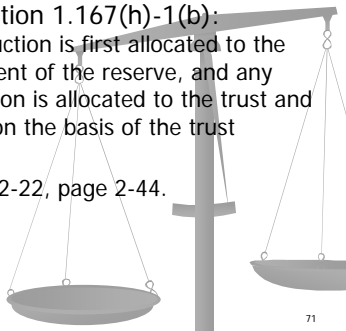 tion 1.167(h)-1(b):
uction is first allocated to the
ent of the reserve, and any
on is allocated to the trust and
on the basis of the trust
2-22, page 2-44.
71